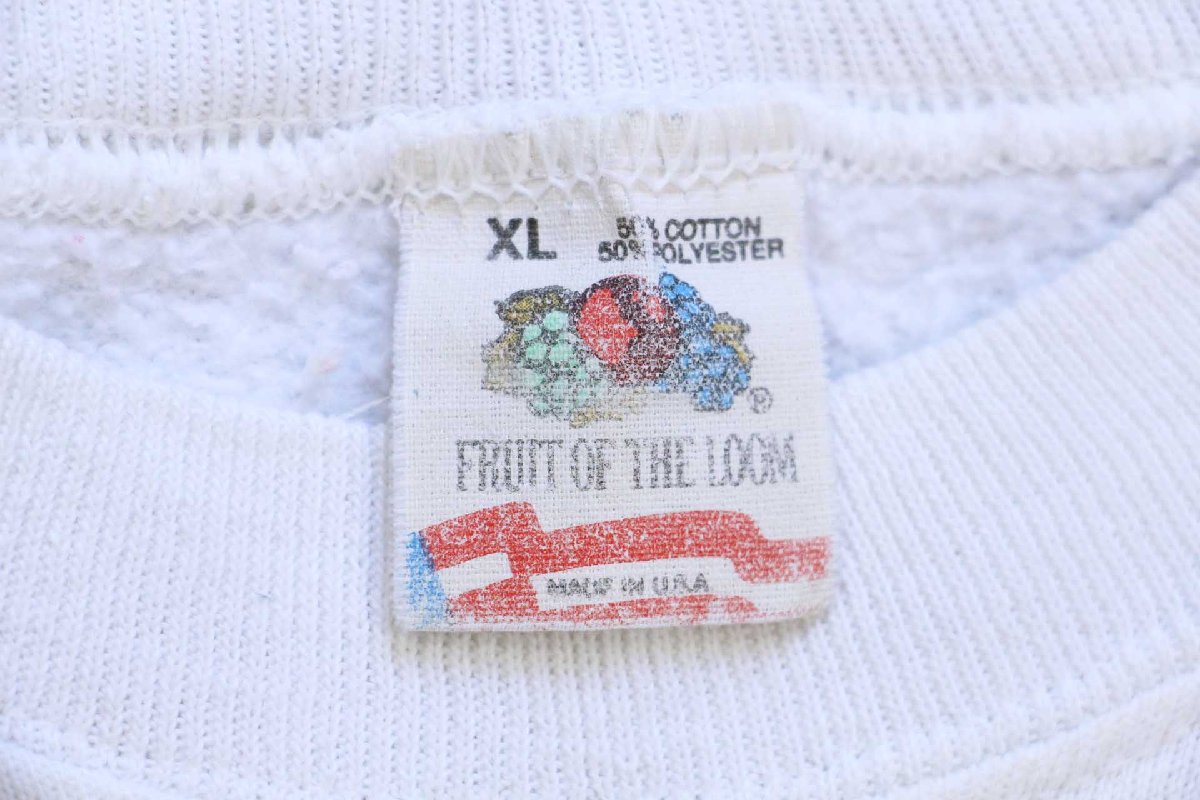 XL
50% COTTON
50% POLYESTER
®
FRUIT OF THE LOOM
MADE IN U.S.A.